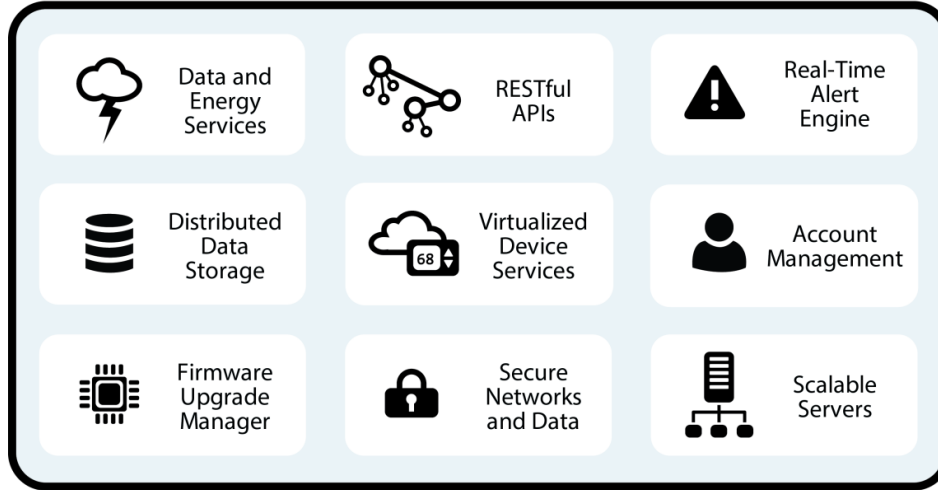 Data and
Energy
Services
RESTful
APIs
Real-Time
Alert
Engine
Distributed
Data
Storage
68
Virtualized
Device
Services
Account
Management
Firmware
Upgrade
Manager
Secure
Networks
and Data
Scalable
Servers